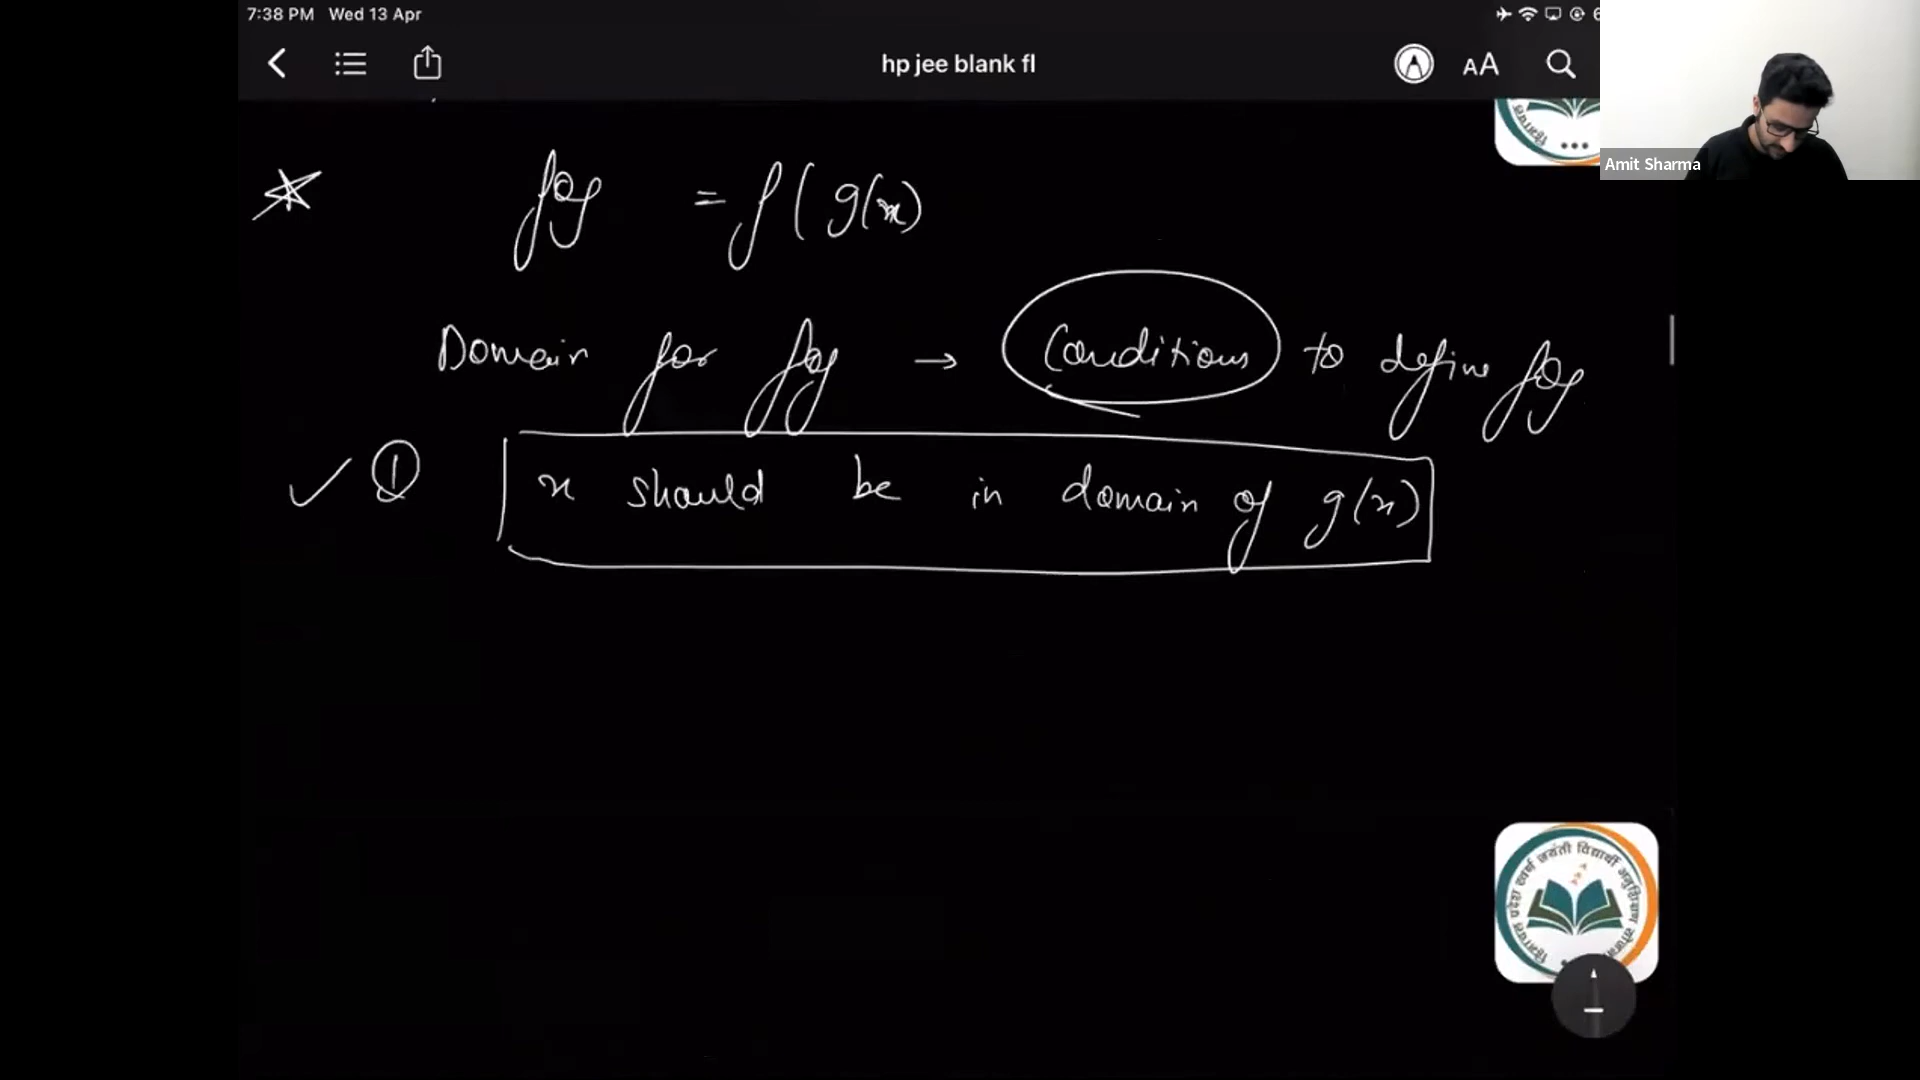 7:38 PM Wed 13 Apr
hp jee blank fl
AA
Amit Sharma
fog = f(g(x)
Domain for fog → Conditions to define fog
✓ ① x should be in domain of g(x)